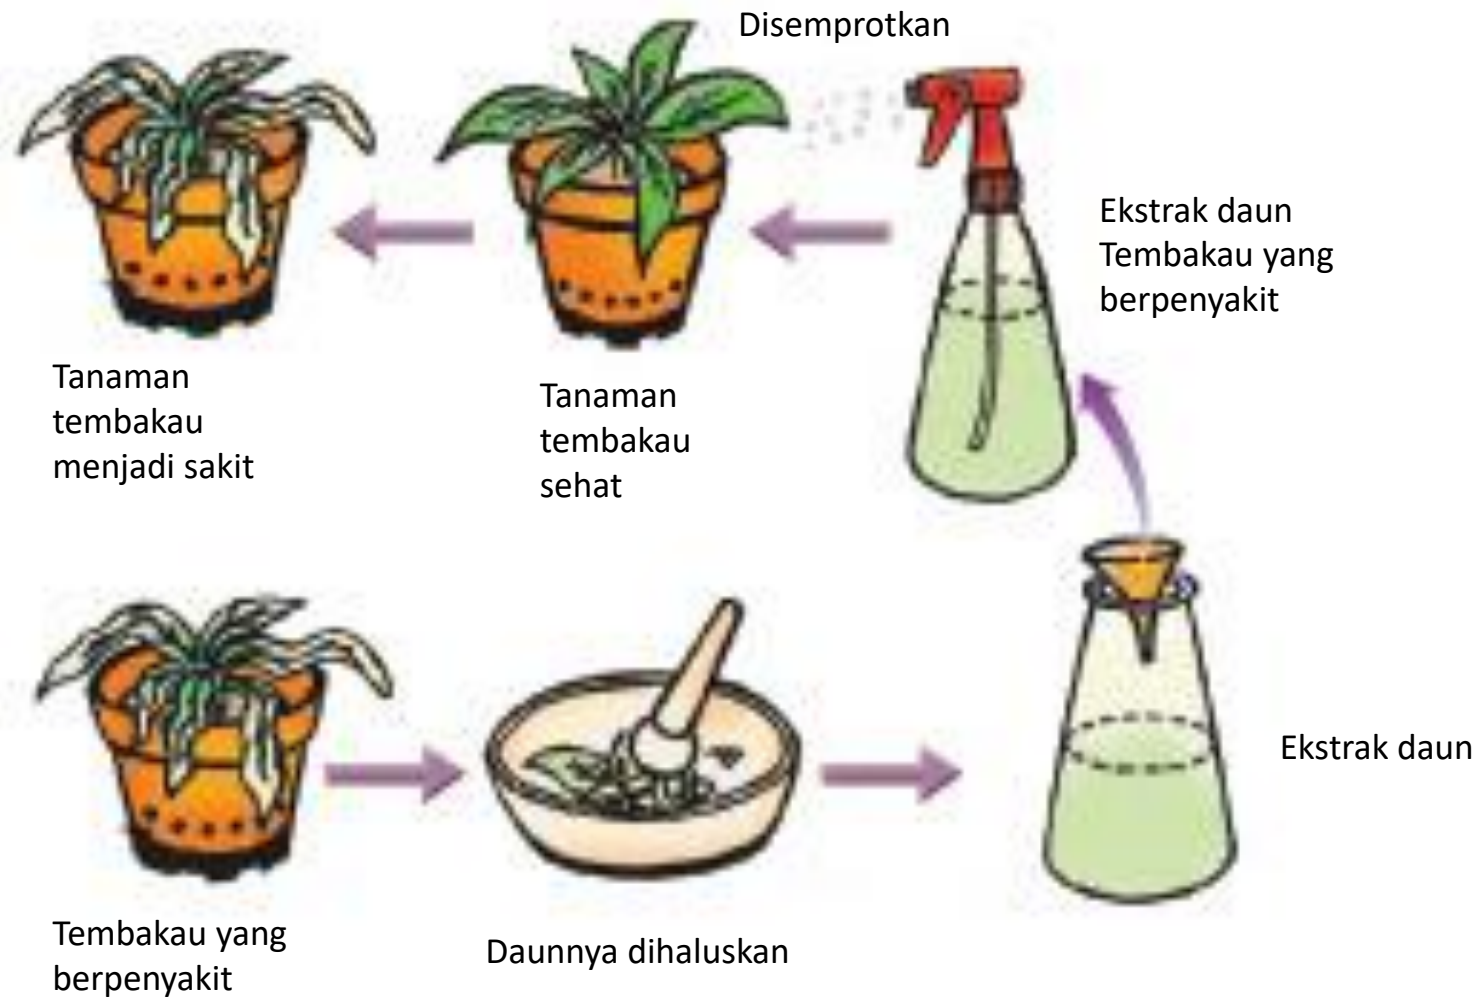 Disemprotkan
Ekstrak daun
Tembakau yang
berpenyakit
Tanaman
tembakau
menjadi sakit
Tanaman
tembakau
sehat
Ekstrak daun
Tembakau yang
berpenyakit
Daunnya dihaluskan